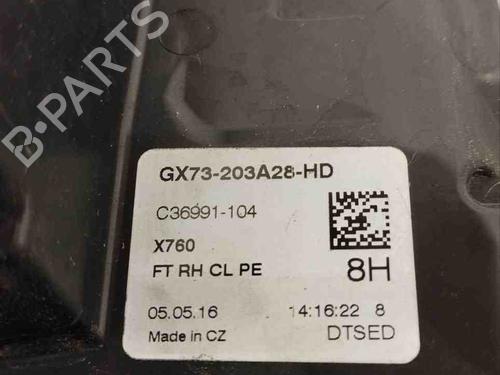 B-PARTS
GX73-203A28-HD
C36991-104
X760
FT RH CL PE 8H
05.05.16 14:16:22 8
Made in CZ DTSED